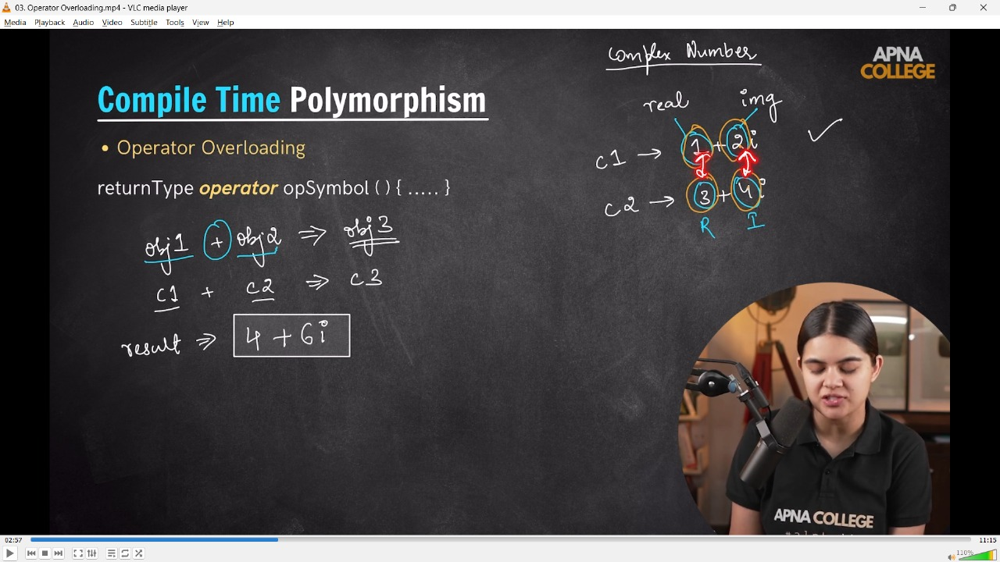 03. Operator Overloading.mp4 - VLC media player
Media Playback Audio Video Subtitle Tools View Help
Complex Number
APNA
COLLEGE
Compile Time Polymorphism
real img
• Operator Overloading
c1 → 1 + 2i
returnType operator opSymbol ( ) { ..... }
c2 → 3 + 4i
R I
obj1 + obj2 ⇒ obj3
c1 + c2 ⇒ c3
result ⇒ 4 + 6i
APNA COLLEGE
02:57
11:15
110%